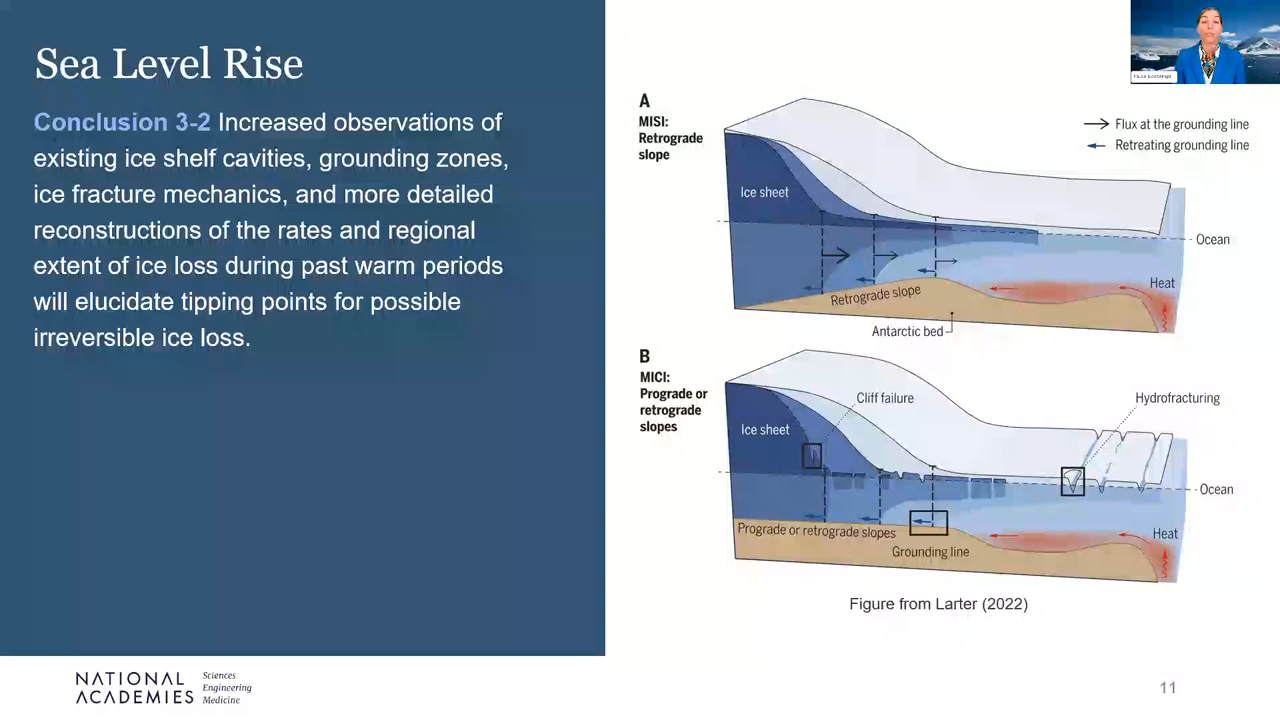 Sea Level Rise
Conclusion 3-2 Increased observations of
existing ice shelf cavities, grounding zones,
ice fracture mechanics, and more detailed
reconstructions of the rates and regional
extent of ice loss during past warm periods
will elucidate tipping points for possible
irreversible ice loss.
A
MISI:
Retrograde
slope
Flux at the grounding line
Retreating grounding line
Ice sheet
Ocean
Heat
Retrograde slope
Antarctic bed
B
MICI:
Prograde or
retrograde
slopes
Cliff failure
Hydrofracturing
Ice sheet
Ocean
Heat
Prograde or retrograde slopes
Grounding line
Figure from Larter (2022)
NATIONAL
ACADEMIES
Sciences
Engineering
Medicine
11